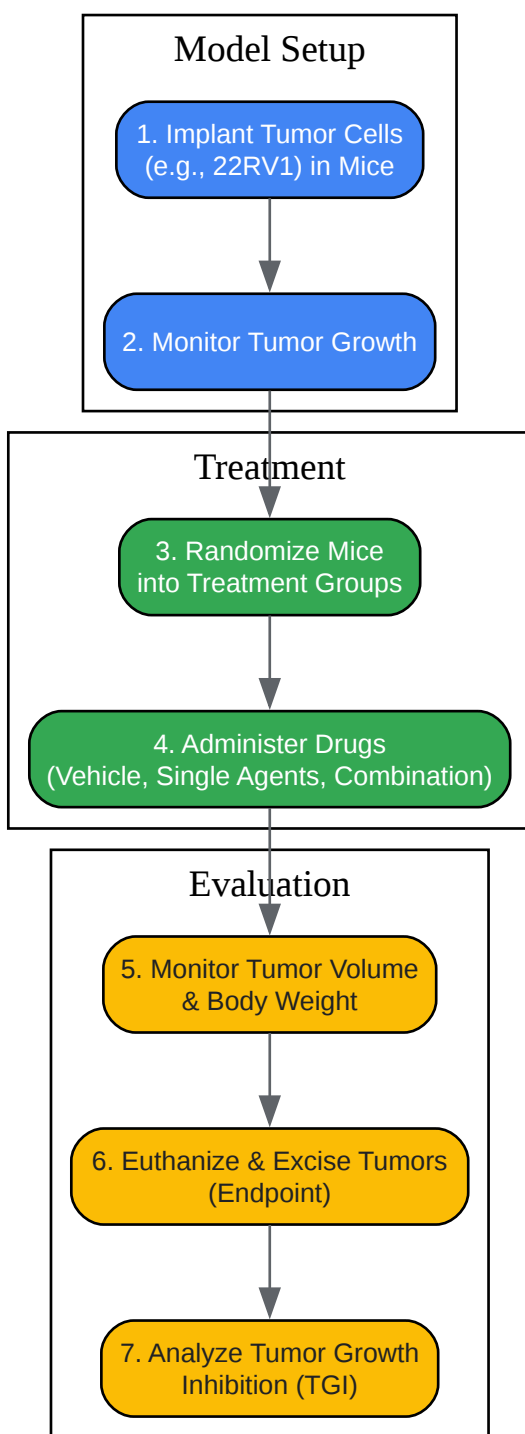 Model Setup
1. Implant Tumor Cells
(e.g., 22RV1) in Mice
2. Monitor Tumor Growth
Treatment
3. Randomize Mice
into Treatment Groups
4. Administer Drugs
(Vehicle, Single Agents, Combination)
Evaluation
5. Monitor Tumor Volume
& Body Weight
6. Euthanize & Excise Tumors
(Endpoint)
7. Analyze Tumor Growth
Inhibition (TGI)